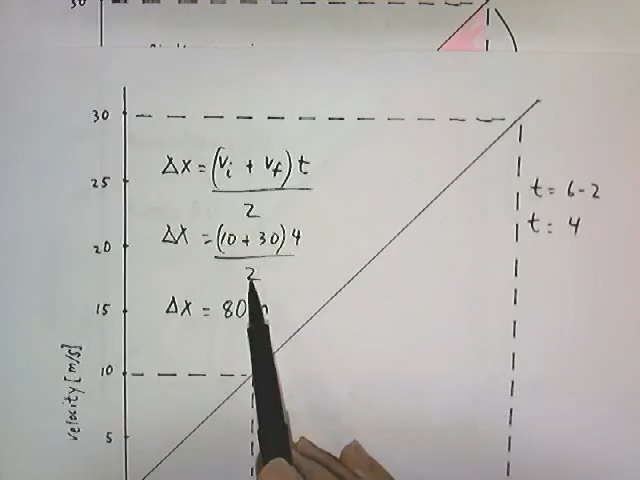 30
30
Δx = (vi + vf) t
2
25
t = 6-2
20
Δx = (10 + 30) 4
t = 4
2
15
Δx = 80
10
velocity [m/s]
5